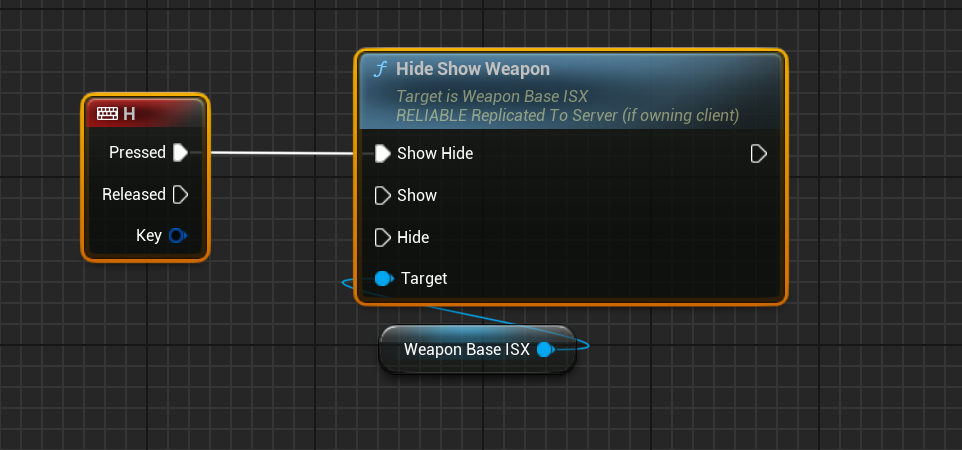 H
Pressed
Released
Key
Hide Show Weapon
Target is Weapon Base ISX
RELIABLE Replicated To Server (if owning client)
Show Hide
Show
Hide
Target
Weapon Base ISX